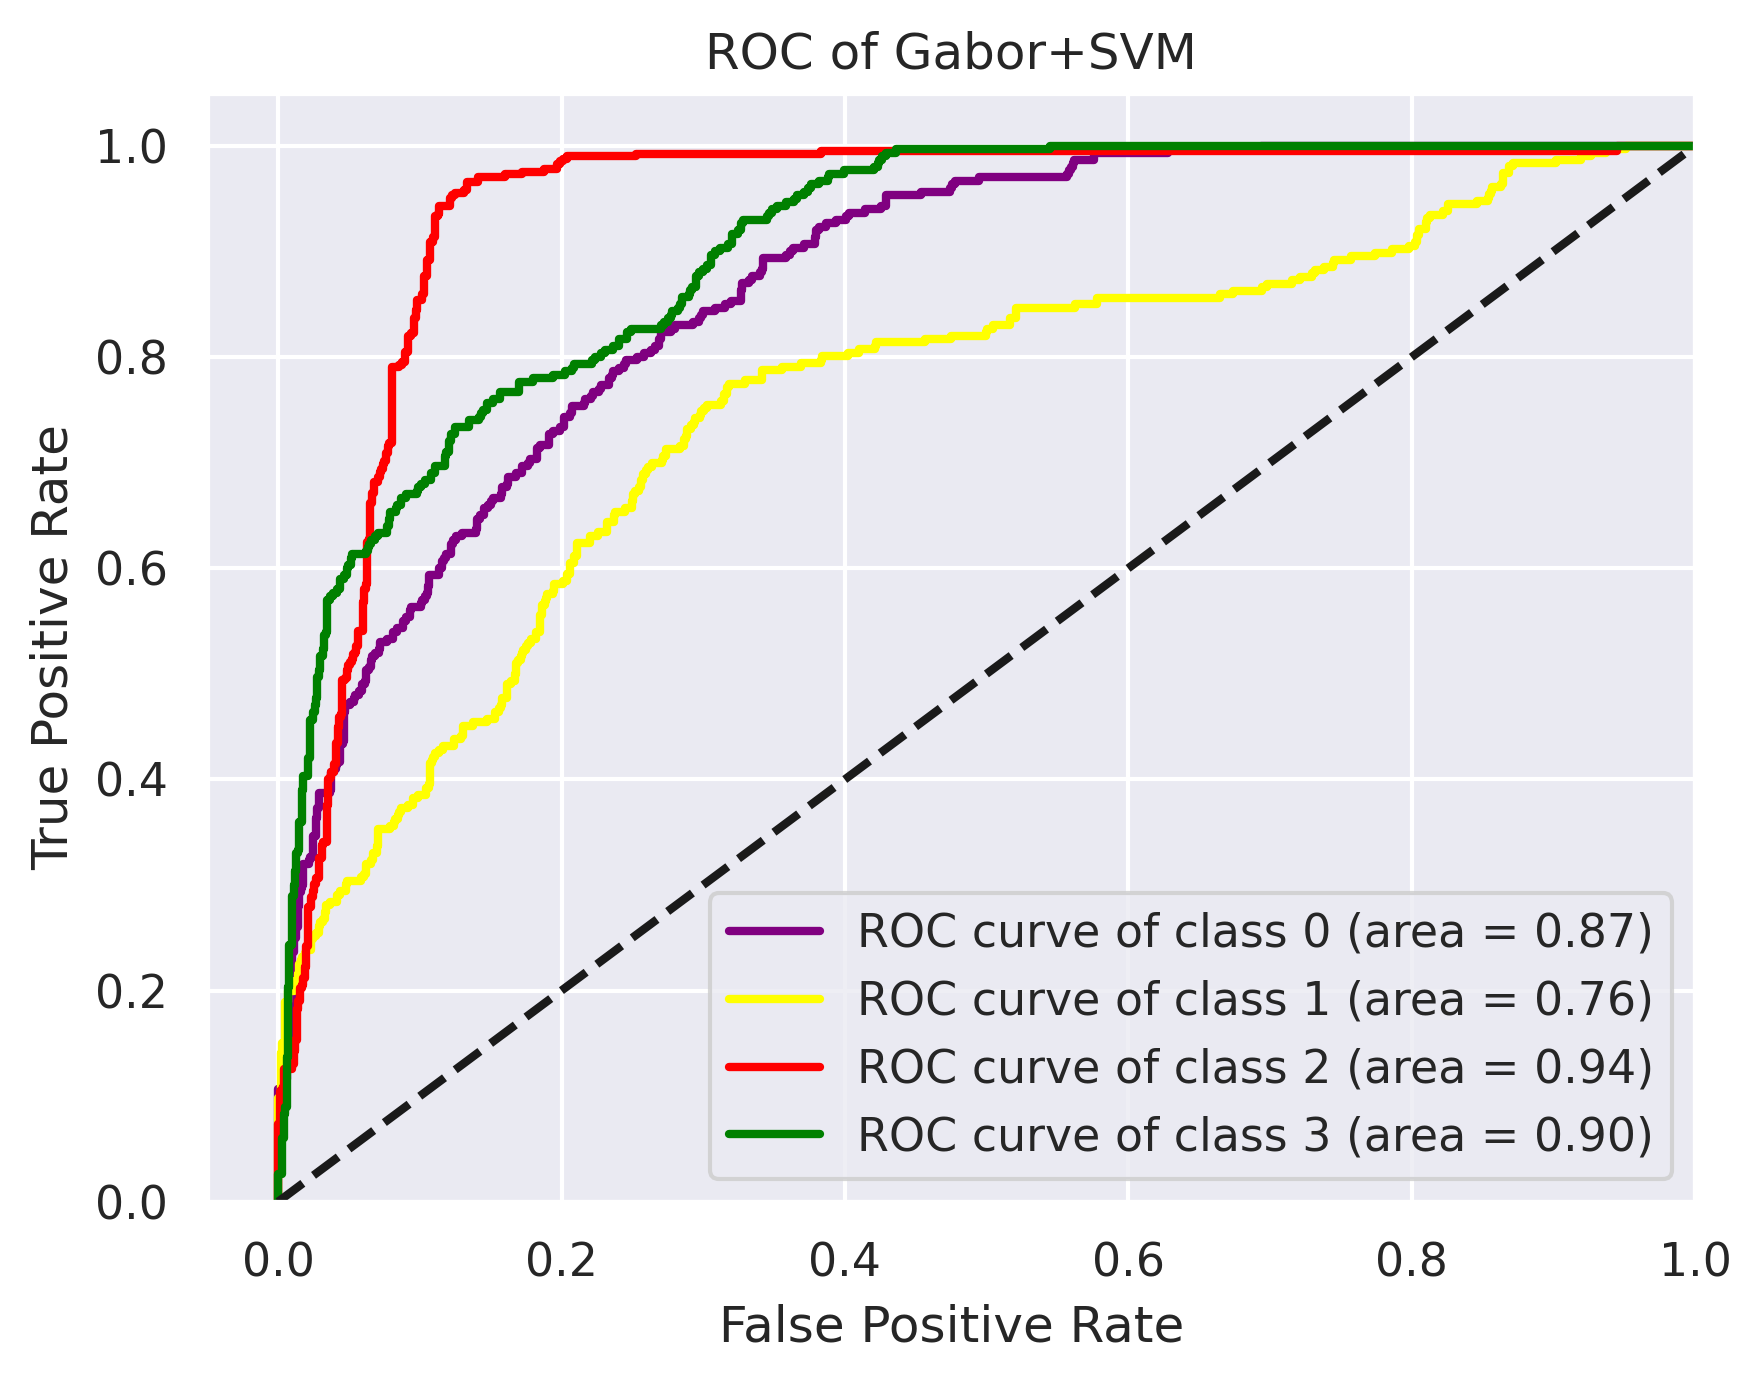 ROC of Gabor+SVM
True Positive Rate
1.0
0.8
0.6
0.4
0.2
0.0
ROC curve of class 0 (area = 0.87)
ROC curve of class 1 (area = 0.76)
ROC curve of class 2 (area = 0.94)
ROC curve of class 3 (area = 0.90)
0.0 0.2 0.4 0.6 0.8 1.0
False Positive Rate